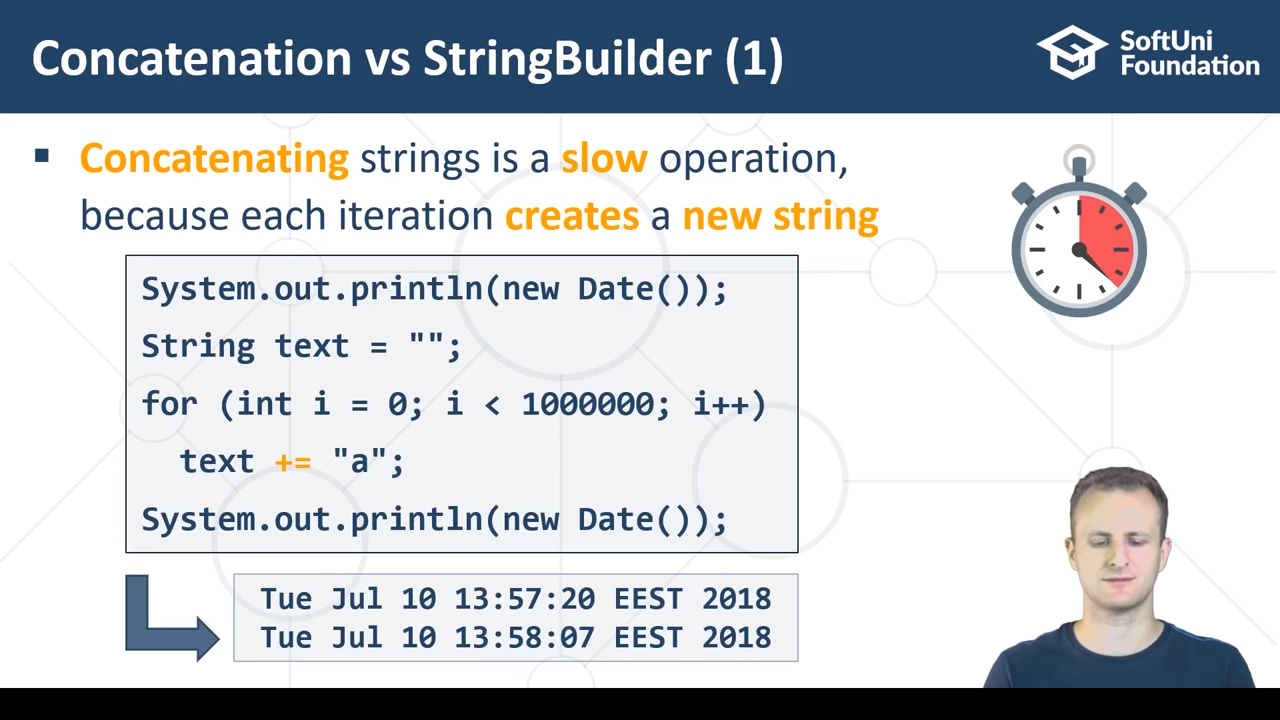 Concatenation vs StringBuilder (1)
SoftUni
Foundation
▪ Concatenating strings is a slow operation,
because each iteration creates a new string
System.out.println(new Date());
String text = "";
for (int i = 0; i < 1000000; i++)
  text += "a";
System.out.println(new Date());
Tue Jul 10 13:57:20 EEST 2018
Tue Jul 10 13:58:07 EEST 2018